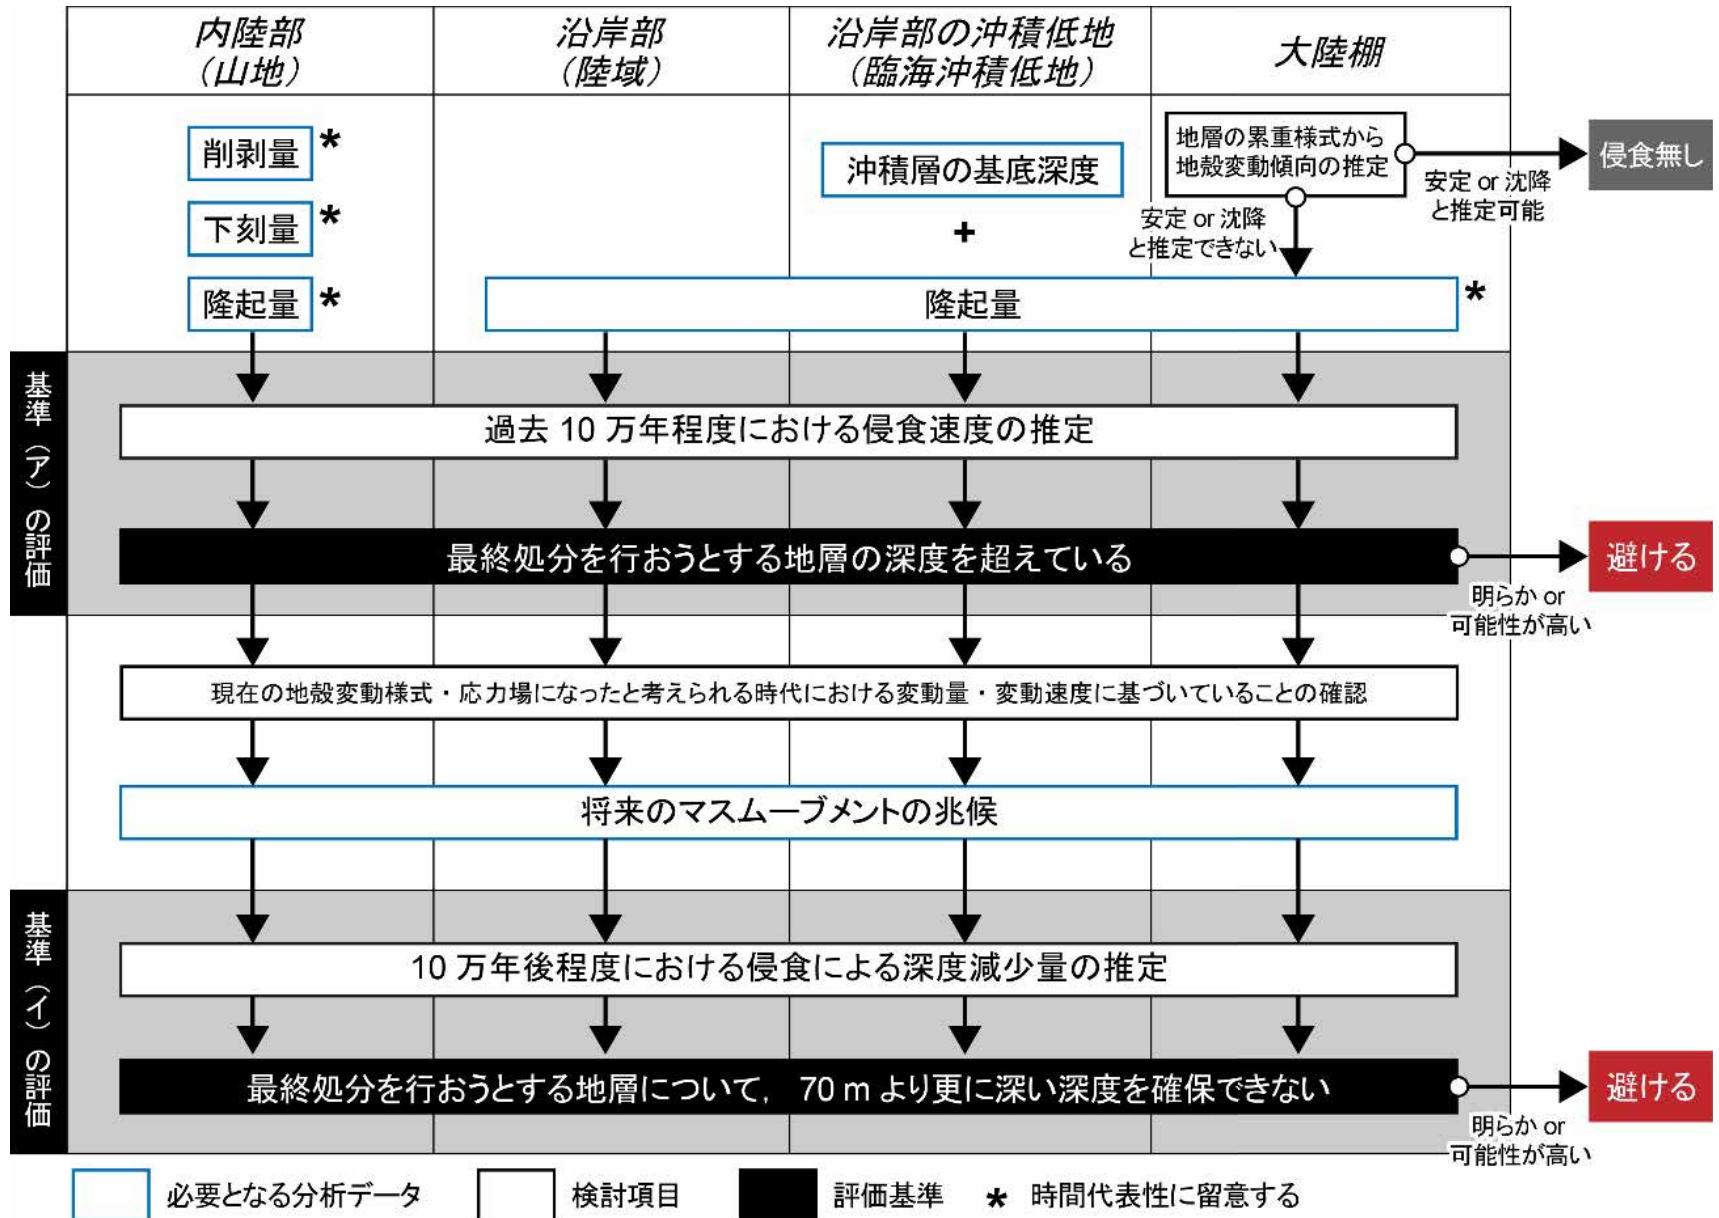 内陸部
（山地）
沿岸部
（陸域）
沿岸部の沖積低地
（臨海沖積低地）
大陸棚
削剥量 *
下刻量 *
隆起量 *
沖積層の基底深度
+
地層の累重様式から
地殻変動傾向の推定
安定 or 沈降
と推定可能
侵食無し
安定 or 沈降
と推定できない
隆起量 *
基準（ア）の評価
過去 10 万年程度における侵食速度の推定
最終処分を行おうとする地層の深度を超えている
明らか or
可能性が高い
避ける
現在の地殻変動様式・応力場になったと考えられる時代における変動量・変動速度に基づいていることの確認
将来のマスムーブメントの兆候
基準（イ）の評価
10 万年後程度における侵食による深度減少量の推定
最終処分を行おうとする地層について，70 m より更に深い深度を確保できない
明らか or
可能性が高い
避ける
必要となる分析データ
検討項目
評価基準
* 時間代表性に留意する